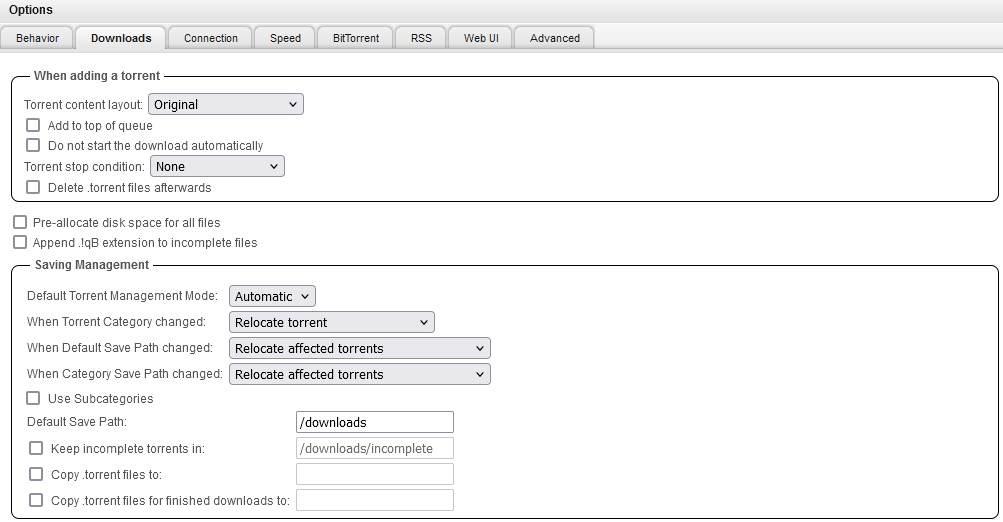 Options
Behavior Downloads Connection Speed BitTorrent RSS Web UI Advanced
When adding a torrent
Torrent content layout: Original
Add to top of queue
Do not start the download automatically
Torrent stop condition: None
Delete .torrent files afterwards
Pre-allocate disk space for all files
Append .!qB extension to incomplete files
Saving Management
Default Torrent Management Mode: Automatic
When Torrent Category changed: Relocate torrent
When Default Save Path changed: Relocate affected torrents
When Category Save Path changed: Relocate affected torrents
Use Subcategories
Default Save Path: /downloads
Keep incomplete torrents in: /downloads/incomplete
Copy .torrent files to:
Copy .torrent files for finished downloads to: